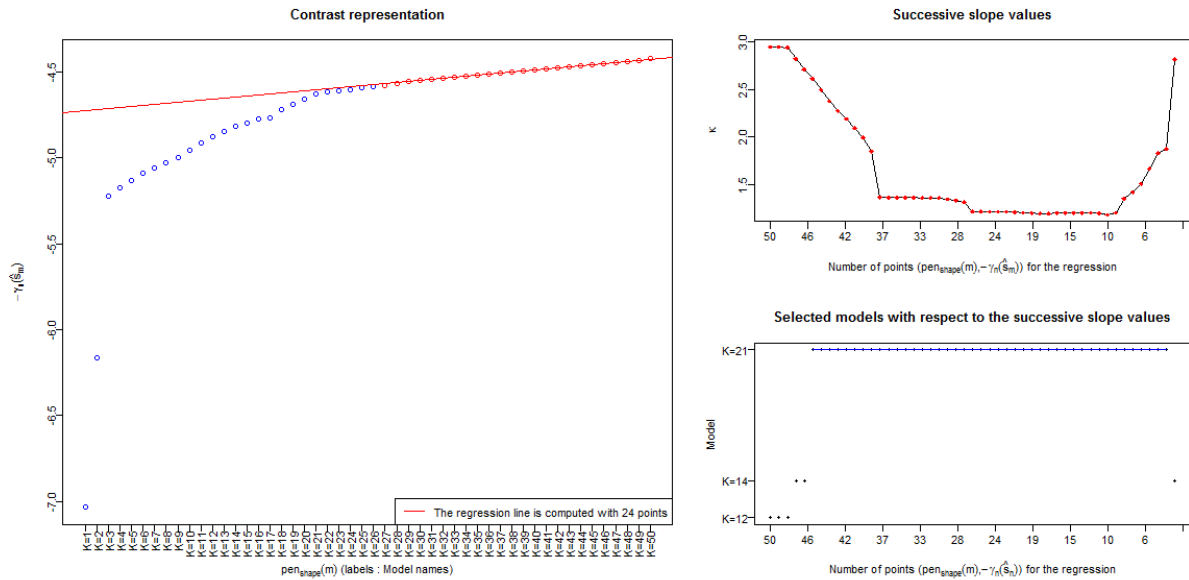 Contrast representation
−γn(ŝm)
-4.5
-5.0
-5.5
-6.0
-6.5
-7.0
K=1
K=2
K=3
K=4
K=5
K=6
K=7
K=8
K=9
K=10
K=11
K=12
K=13
K=14
K=15
K=16
K=17
K=18
K=19
K=20
K=21
K=22
K=23
K=24
K=25
K=26
K=27
K=28
K=29
K=30
K=31
K=32
K=33
K=34
K=35
K=36
K=37
K=38
K=39
K=40
K=41
K=42
K=43
K=44
K=45
K=46
K=47
K=48
K=49
K=50
The regression line is computed with 24 points
penshape(m) (labels : Model names)
Successive slope values
κ
3.0
2.5
2.0
1.5
50 46 42 37 33 28 24 19 15 10 6
Number of points (penshape(m),−γn(ŝm)) for the regression
Selected models with respect to the successive slope values
Model
K=21
K=14
K=12
50 46 42 37 33 28 24 19 15 10 6
Number of points (penshape(m),−γn(ŝn)) for the regression